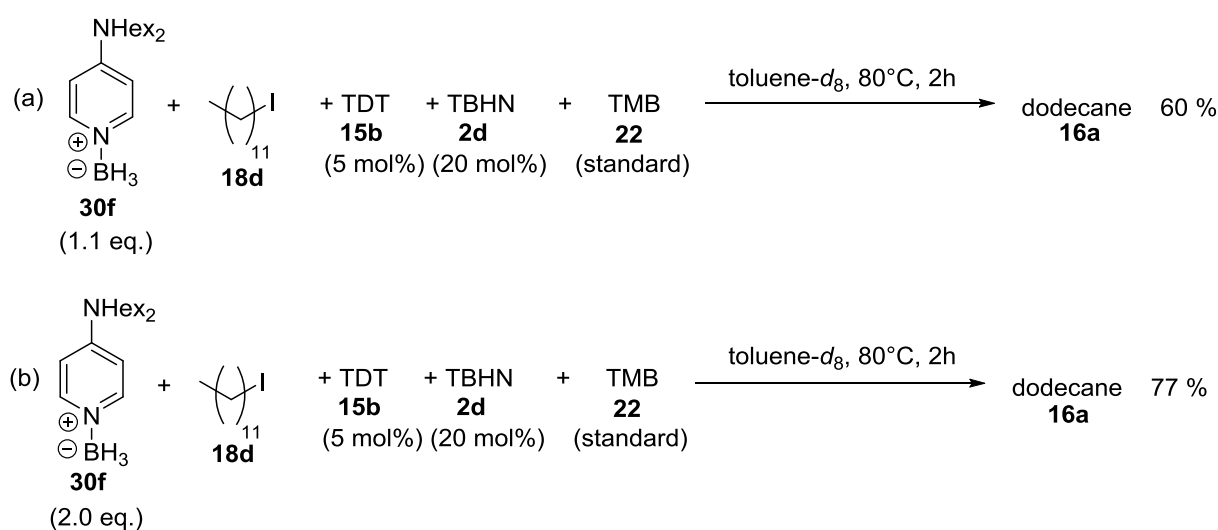 NHex2
(a)
N
⊕
⊖ BH3
30f
(1.1 eq.)
+
I
11
18d
+ TDT
15b
(5 mol%)
+ TBHN
2d
(20 mol%)
+ TMB
22
(standard)
toluene-d8, 80°C, 2h
dodecane 60 %
16a
NHex2
(b)
N
⊕
⊖ BH3
30f
(2.0 eq.)
+
I
11
18d
+ TDT
15b
(5 mol%)
+ TBHN
2d
(20 mol%)
+ TMB
22
(standard)
toluene-d8, 80°C, 2h
dodecane 77 %
16a